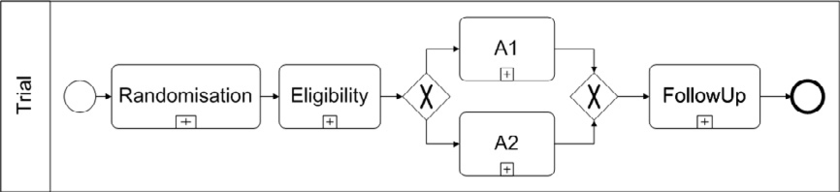 Trial
Randomisation
Eligibility
A1
A2
FollowUp